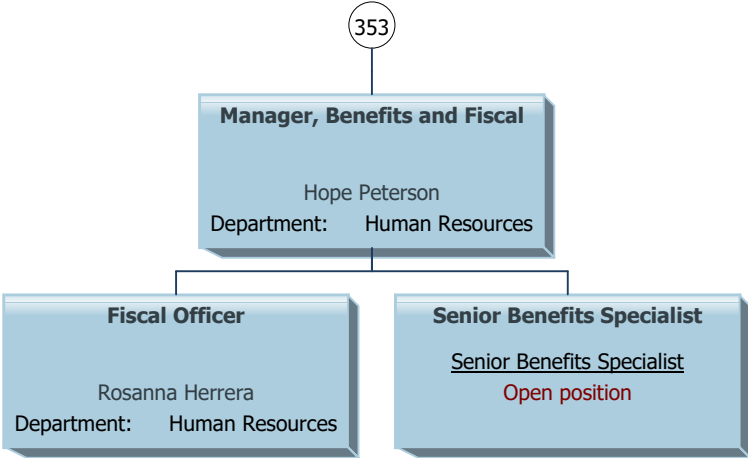 353
Manager, Benefits and Fiscal
Hope Peterson
Department: Human Resources
Fiscal Officer
Rosanna Herrera
Department: Human Resources
Senior Benefits Specialist
Senior Benefits Specialist
Open position